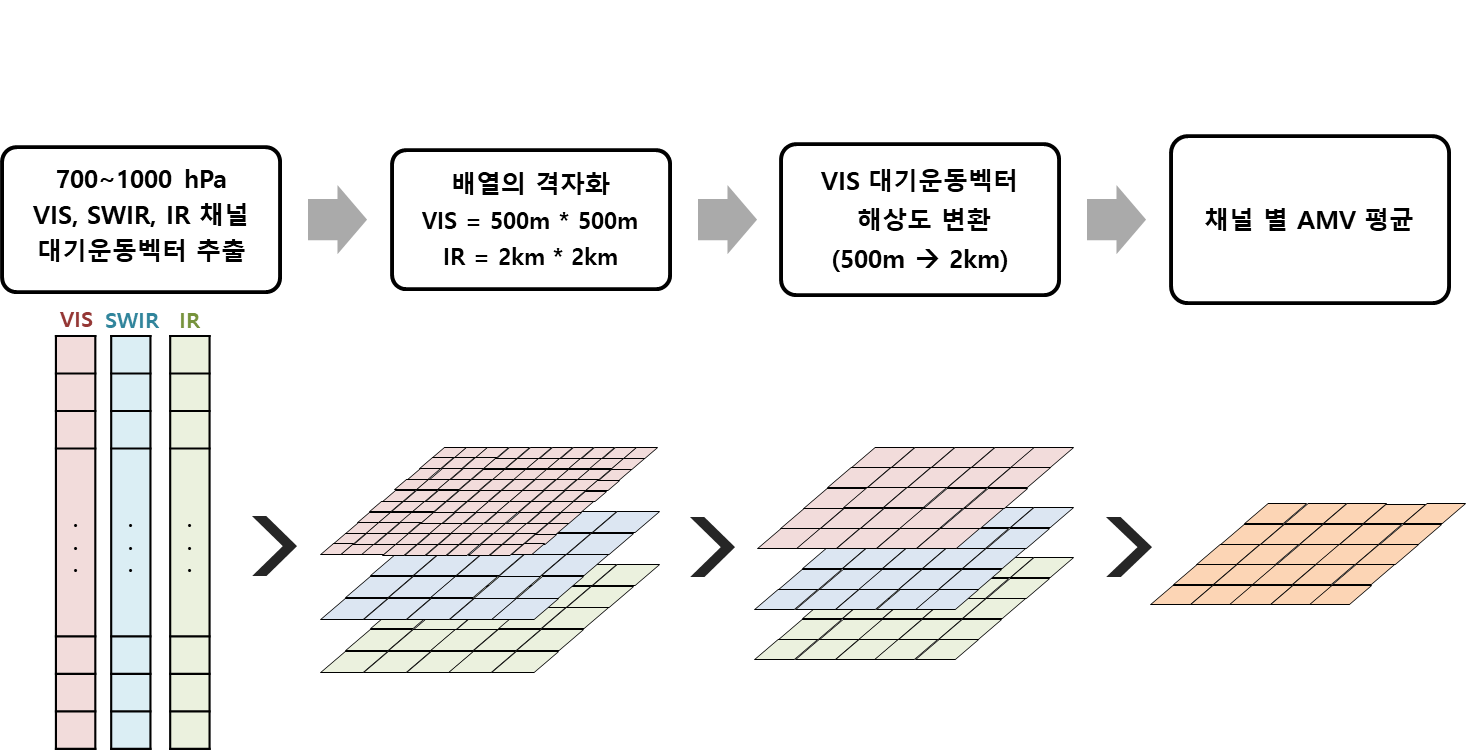 700~1000 hPa
VIS, SWIR, IR 채널
대기운동벡터 추출
배열의 격자화
VIS = 500m * 500m
IR = 2km * 2km
VIS 대기운동벡터
해상도 변환
(500m → 2km)
채널 별 AMV 평균
VIS SWIR IR